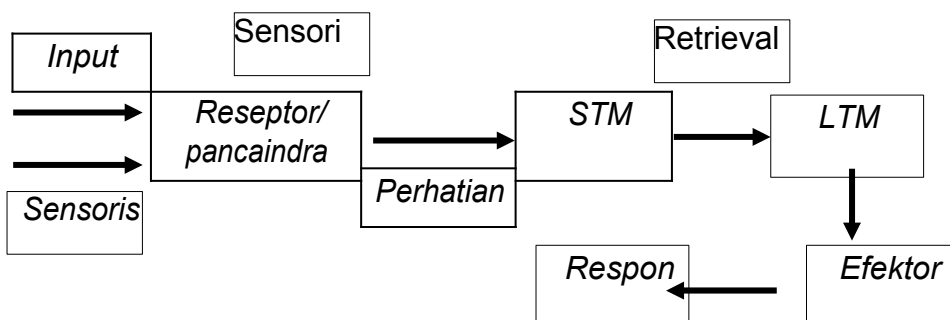 Sensori
Retrieval
Input
Reseptor/
pancaindra
STM
LTM
Perhatian
Sensoris
Respon
Efektor